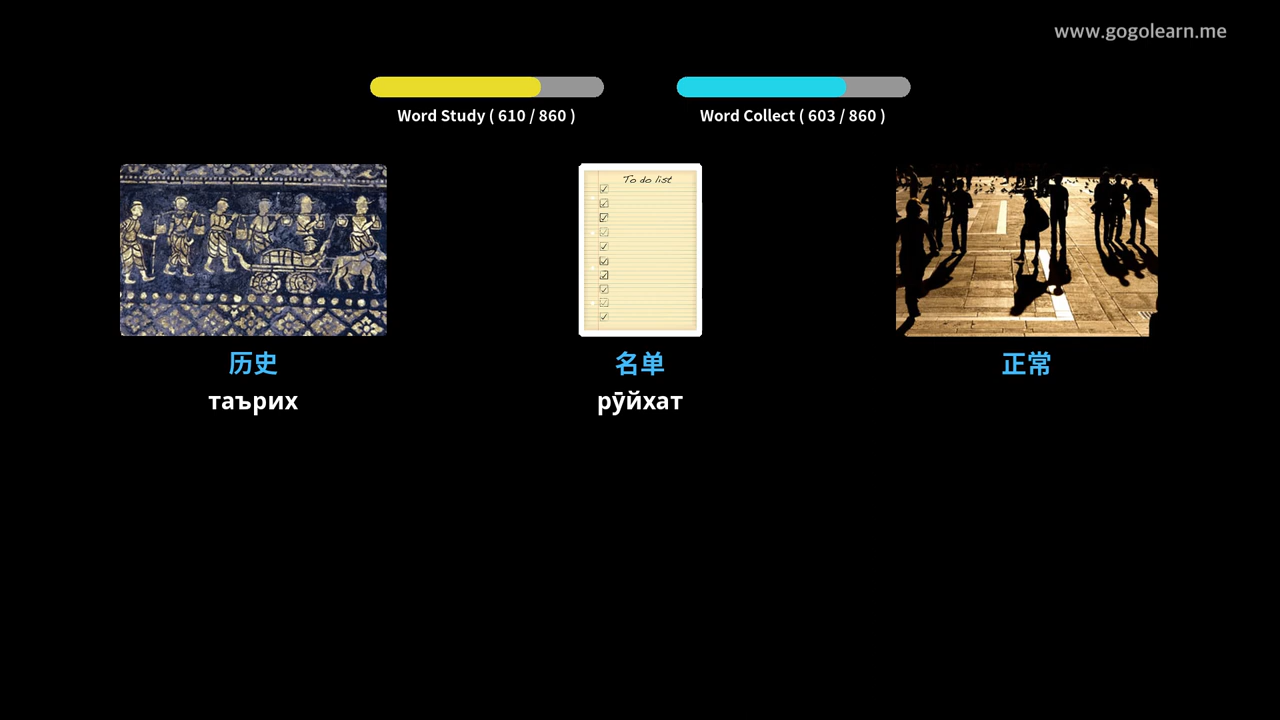 www.gogolearn.me
Word Study ( 610 / 860 )
Word Collect ( 603 / 860 )
To do list
历史
名单
正常
таърих
рӯйхат